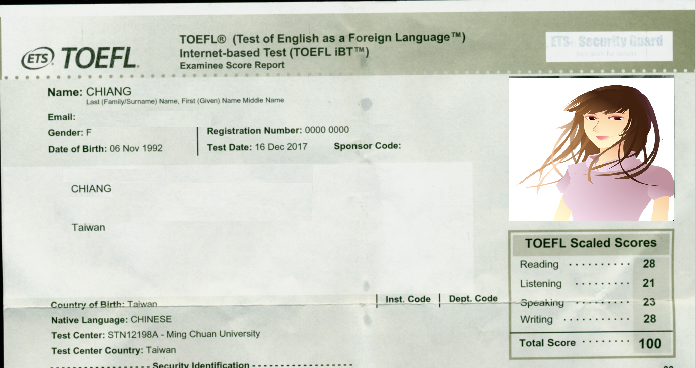 ETS TOEFL®
TOEFL® (Test of English as a Foreign Language™)
Internet-based Test (TOEFL iBT™)
Examinee Score Report
ETS- Security Guard
Name: CHIANG
Last (Family/Surname) Name, First (Given) Name Middle Name
Email:
Gender: F
Registration Number: 0000 0000
Date of Birth: 06 Nov 1992
Test Date: 16 Dec 2017
Sponsor Code:
CHIANG
Taiwan
Country of Birth: Taiwan
Inst. Code
Dept. Code
Native Language: CHINESE
Test Center: STN12198A - Ming Chuan University
Test Center Country: Taiwan
Security Identification
TOEFL Scaled Scores
Reading 28
Listening 21
Speaking 23
Writing 28
Total Score 100